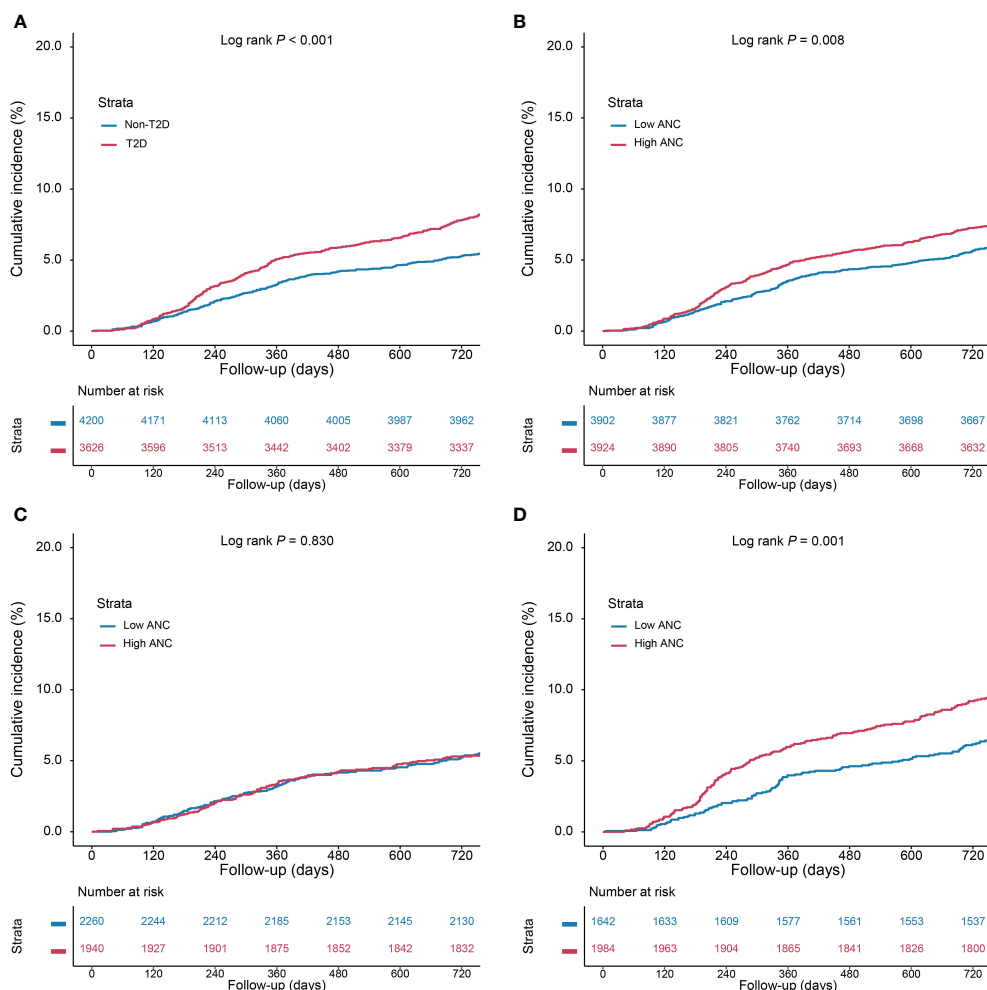 A
Log rank P < 0.001
20.0
15.0
10.0
5.0
0.0
Cumulative incidence (%)
Strata
Non-T2D
T2D
0 120 240 360 480 600 720
Follow-up (days)
Number at risk
Strata
4200 4171 4113 4060 4005 3987 3962
3626 3596 3513 3442 3402 3379 3337
0 120 240 360 480 600 720
Follow-up (days)
B
Log rank P = 0.008
20.0
15.0
10.0
5.0
0.0
Cumulative incidence (%)
Strata
Low ANC
High ANC
0 120 240 360 480 600 720
Follow-up (days)
Number at risk
Strata
3902 3877 3821 3762 3714 3698 3667
3924 3890 3805 3740 3693 3668 3632
0 120 240 360 480 600 720
Follow-up (days)
C
Log rank P = 0.830
20.0
15.0
10.0
5.0
0.0
Cumulative incidence (%)
Strata
Low ANC
High ANC
0 120 240 360 480 600 720
Follow-up (days)
Number at risk
Strata
2260 2244 2212 2185 2153 2145 2130
1940 1927 1901 1875 1852 1842 1832
0 120 240 360 480 600 720
Follow-up (days)
D
Log rank P = 0.001
20.0
15.0
10.0
5.0
0.0
Cumulative incidence (%)
Strata
Low ANC
High ANC
0 120 240 360 480 600 720
Follow-up (days)
Number at risk
Strata
1642 1633 1609 1577 1561 1553 1537
1984 1963 1904 1865 1841 1826 1800
0 120 240 360 480 600 720
Follow-up (days)